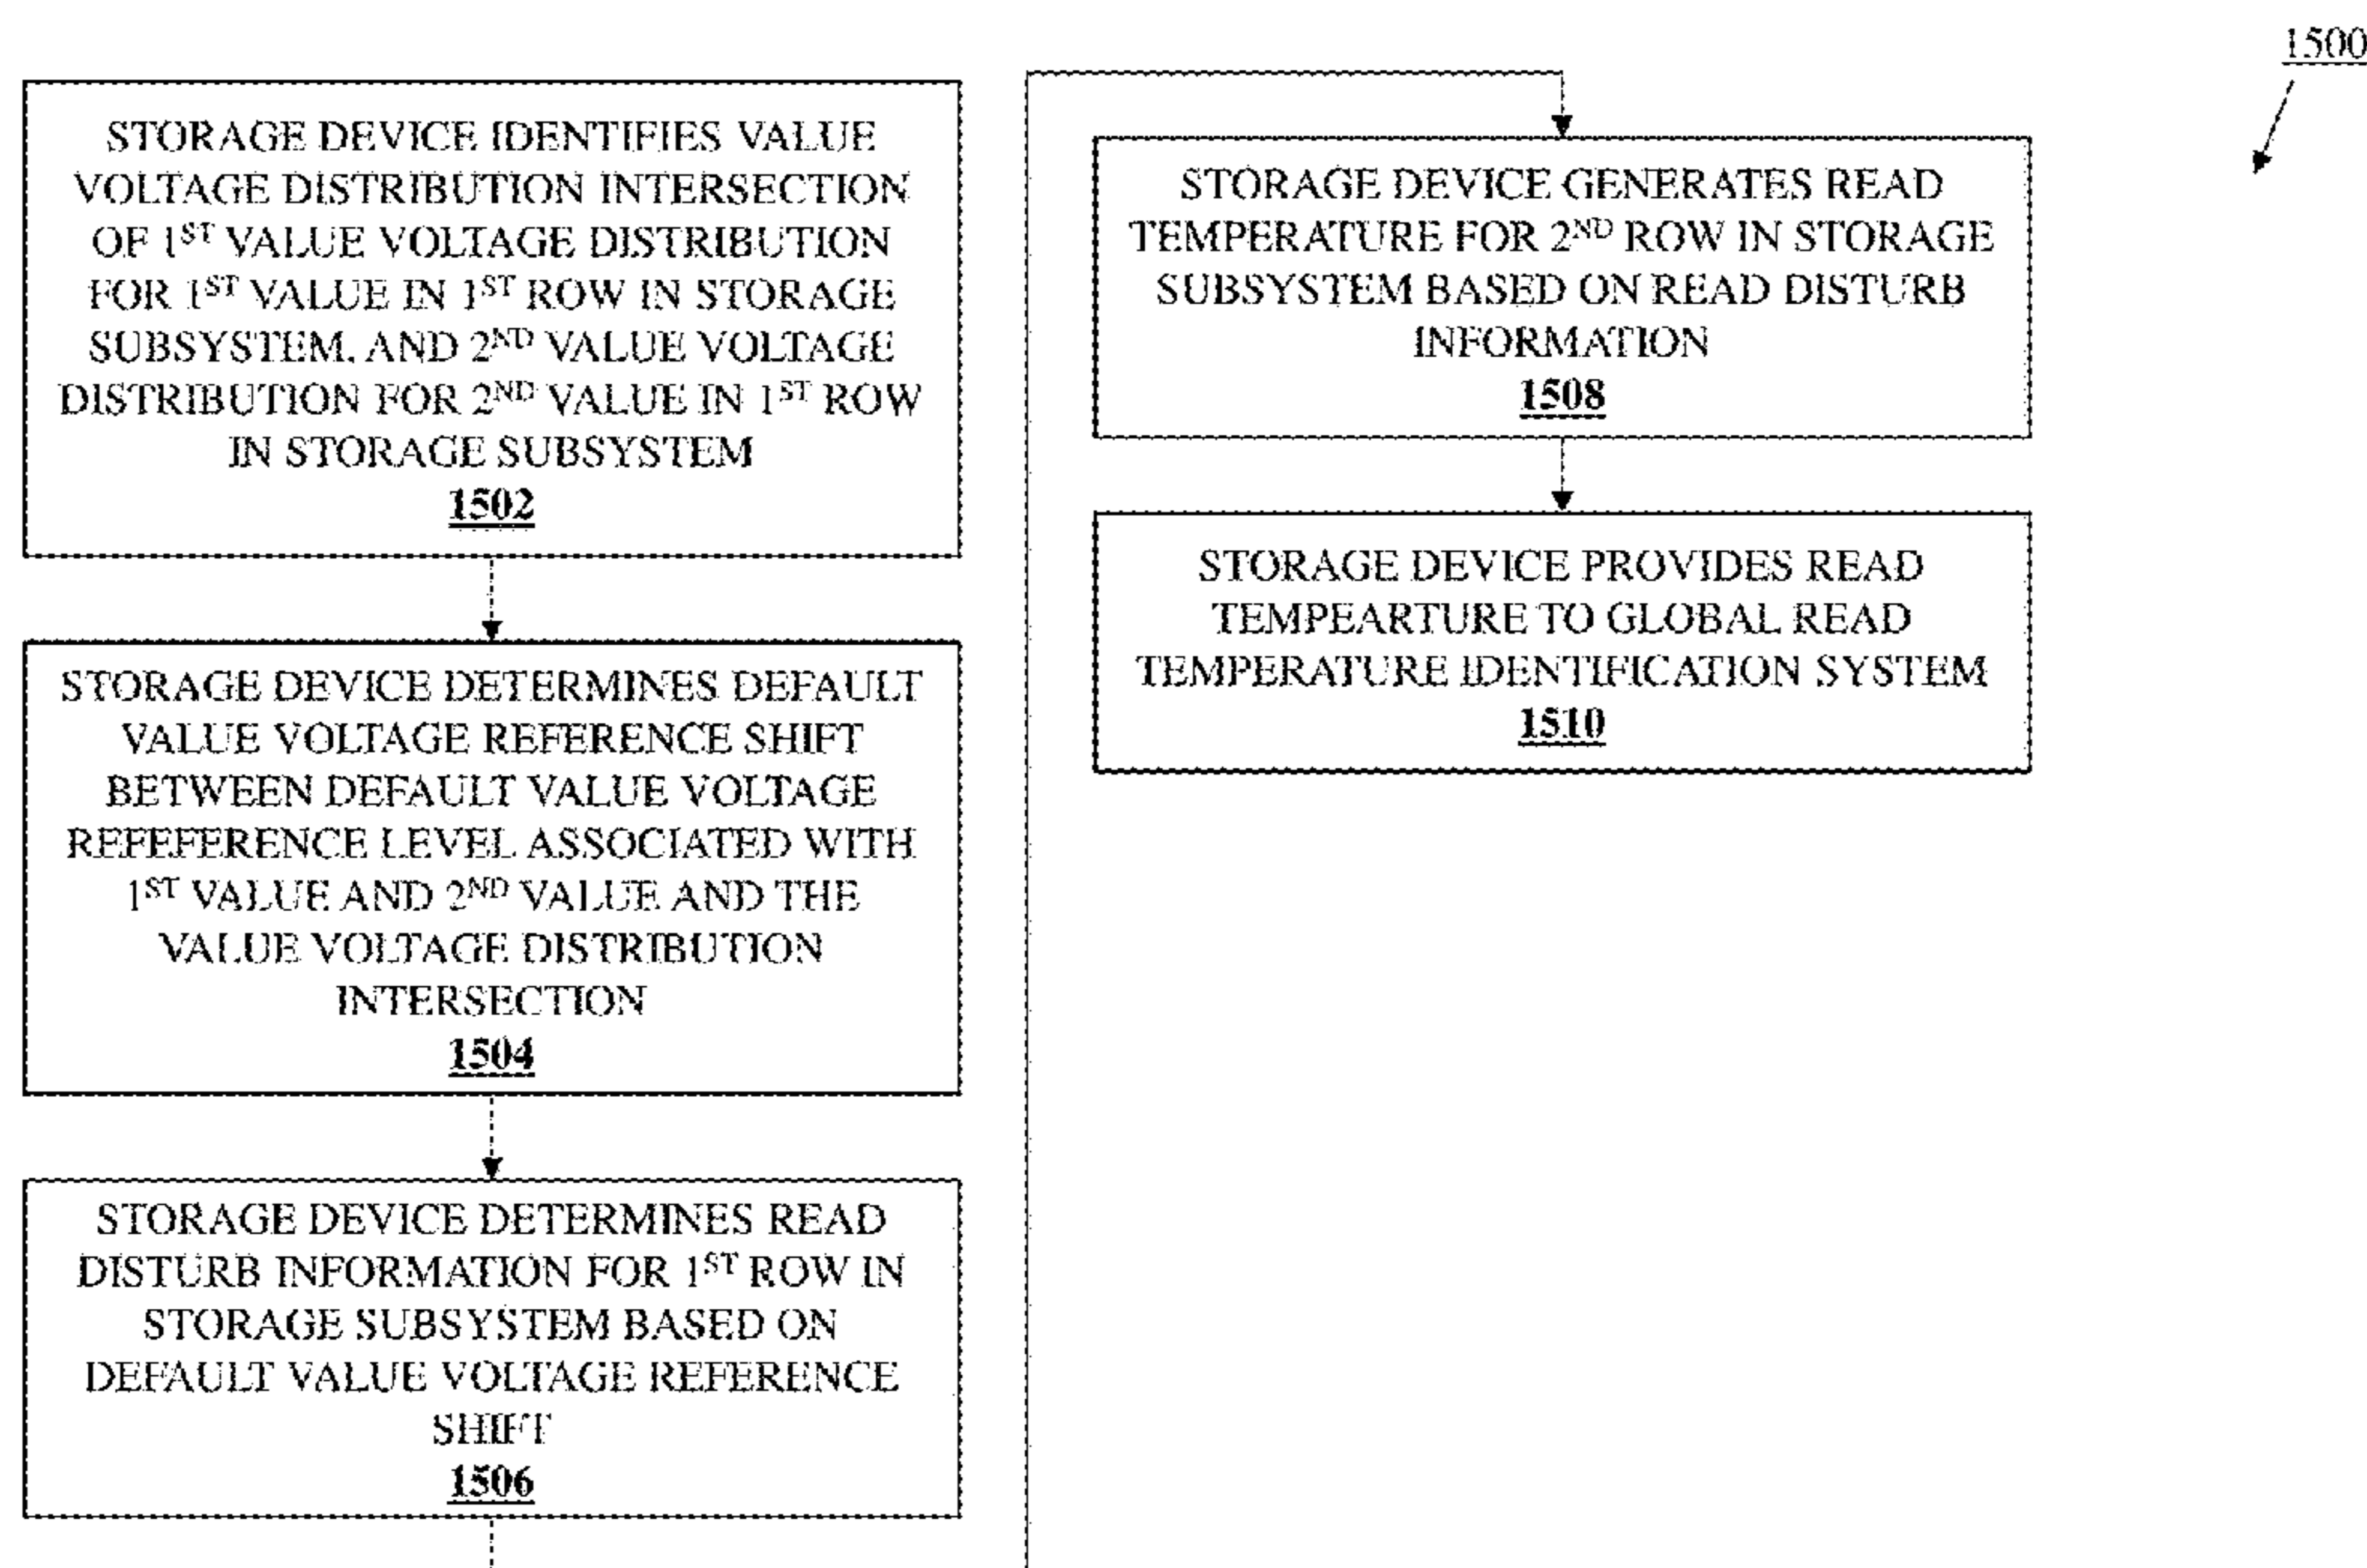 1500
STORAGE DEVICE IDENTIFIES VALUE
VOLTAGE DISTRIBUTION INTERSECTION
OF 1ST VALUE VOLTAGE DISTRIBUTION
FOR 1ST VALUE IN 1ST ROW IN STORAGE
SUBSYSTEM, AND 2ND VALUE VOLTAGE
DISTRIBUTION FOR 2ND VALUE IN 1ST ROW
IN STORAGE SUBSYSTEM
1502
STORAGE DEVICE DETERMINES DEFAULT
VALUE VOLTAGE REFERENCE SHIFT
BETWEEN DEFAULT VALUE VOLTAGE
REFEFERENCE LEVEL ASSOCIATED WITH
1ST VALUE AND 2ND VALUE AND THE
VALUE VOLTAGE DISTRIBUTION
INTERSECTION
1504
STORAGE DEVICE DETERMINES READ
DISTURB INFORMATION FOR 1ST ROW IN
STORAGE SUBSYSTEM BASED ON
DEFAULT VALUE VOLTAGE REFERENCE
SHIFT
1506
STORAGE DEVICE GENERATES READ
TEMPERATURE FOR 2ND ROW IN STORAGE
SUBSYSTEM BASED ON READ DISTURB
INFORMATION
1508
STORAGE DEVICE PROVIDES READ
TEMPEARTURE TO GLOBAL READ
TEMPERATURE IDENTIFICATION SYSTEM
1510